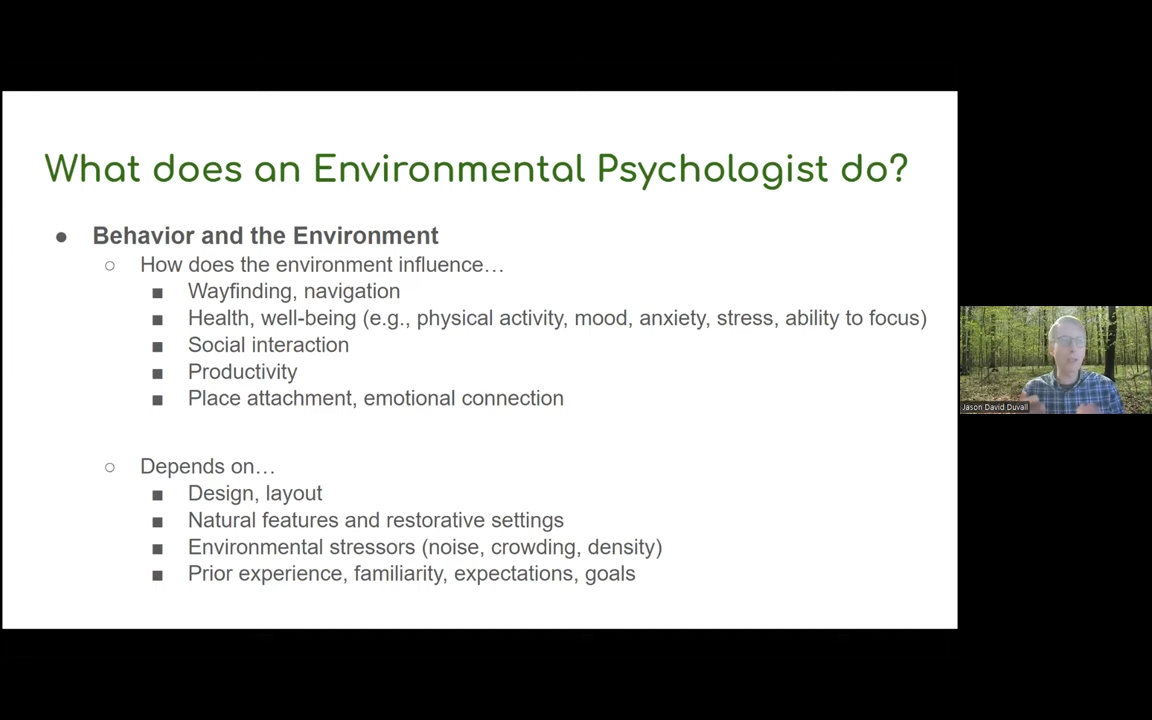 What does an Environmental Psychologist do?
● Behavior and the Environment
○ How does the environment influence…
■ Wayfinding, navigation
■ Health, well-being (e.g., physical activity, mood, anxiety, stress, ability to focus)
■ Social interaction
■ Productivity
■ Place attachment, emotional connection
○ Depends on…
■ Design, layout
■ Natural features and restorative settings
■ Environmental stressors (noise, crowding, density)
■ Prior experience, familiarity, expectations, goals
Jason David Duvall